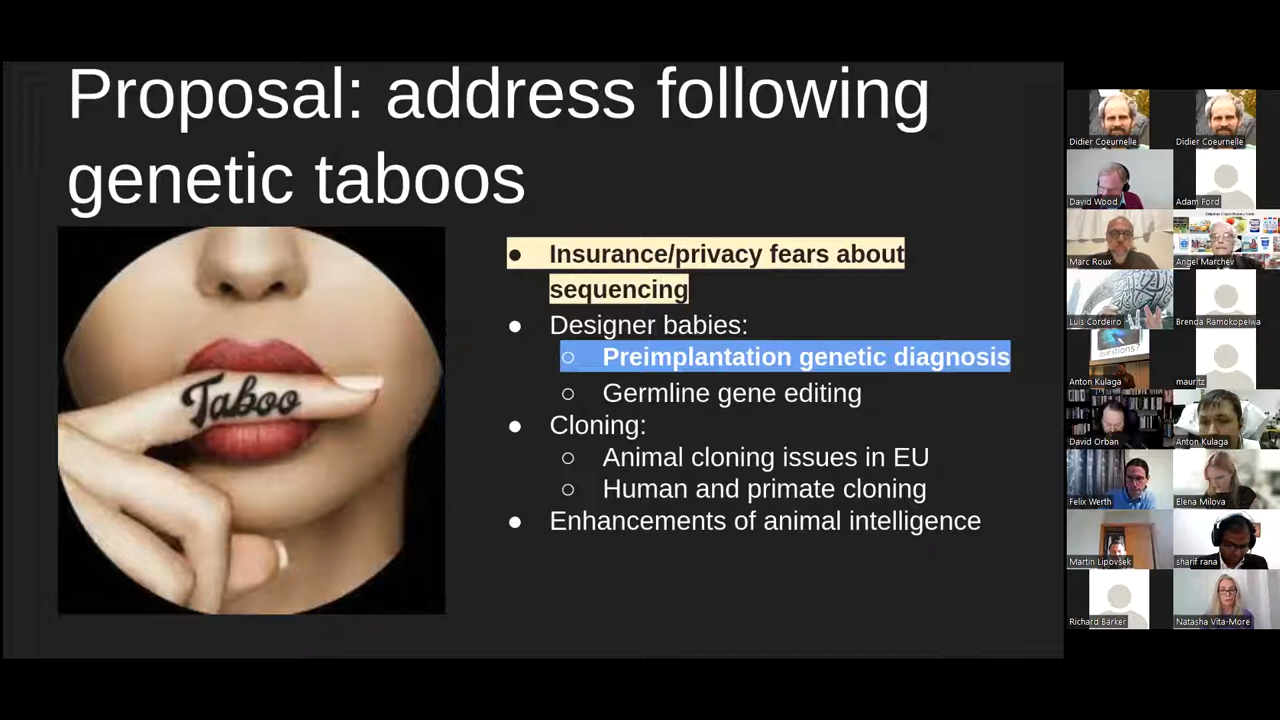 Proposal: address following
genetic taboos
Taboo
● Insurance/privacy fears about
sequencing
● Designer babies:
○ Preimplantation genetic diagnosis
○ Germline gene editing
● Cloning:
○ Animal cloning issues in EU
○ Human and primate cloning
● Enhancements of animal intelligence
Didier Coeurnelle
Didier Coeurnelle
David Wood
Adam Ford
Marc Roux
Angel Marchev
Luis Cordeiro
Brenda Ramokopelwa
questions?
Anton Kulaga
mauritz
David Orban
Anton Kulaga
Felix Werth
Elena Milova
Martin Lipovšek
sharif rana
Richard Barker
Natasha Vita-More